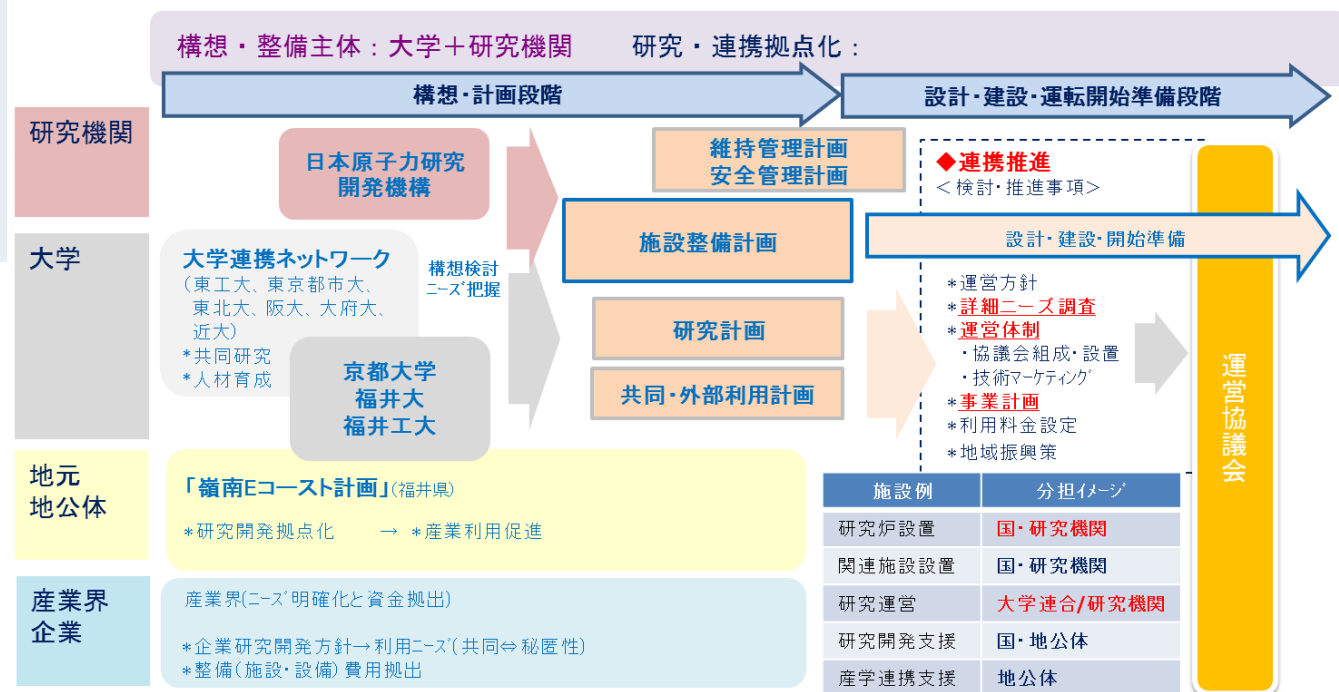 構想・整備主体：大学＋研究機関　　研究・連携拠点化：
構想・計画段階
設計・建設・運転開始準備段階
研究機関
日本原子力研究
開発機構
維持管理計画
安全管理計画
◆連携推進
＜検討・推進事項＞
大学
大学連携ネットワーク
（東工大、東京都市大、
東北大、阪大、大府大、
近大）
*共同研究
*人材育成
京都大学
福井大
福井工大
構想検討
ニーズ把握
施設整備計画
研究計画
共同・外部利用計画
設計・建設・開始準備
*運営方針
*詳細ニーズ調査
*運営体制
・協議会組成・設置
・技術マーケティング
*事業計画
*利用料金設定
*地域振興策
運営協議会
地元
地公体
「嶺南Eコースト計画」(福井県)
*研究開発拠点化　→　*産業利用促進
産業界
企業
産業界(ニーズ明確化と資金拠出)
*企業研究開発方針→利用ニーズ(共同⇔秘匿性)
*整備(施設・設備)費用拠出
施設例　分担イメージ
研究炉設置　国・研究機関
関連施設設置　国・研究機関
研究運営　大学連合/研究機関
研究開発支援　国・地公体
産学連携支援　地公体